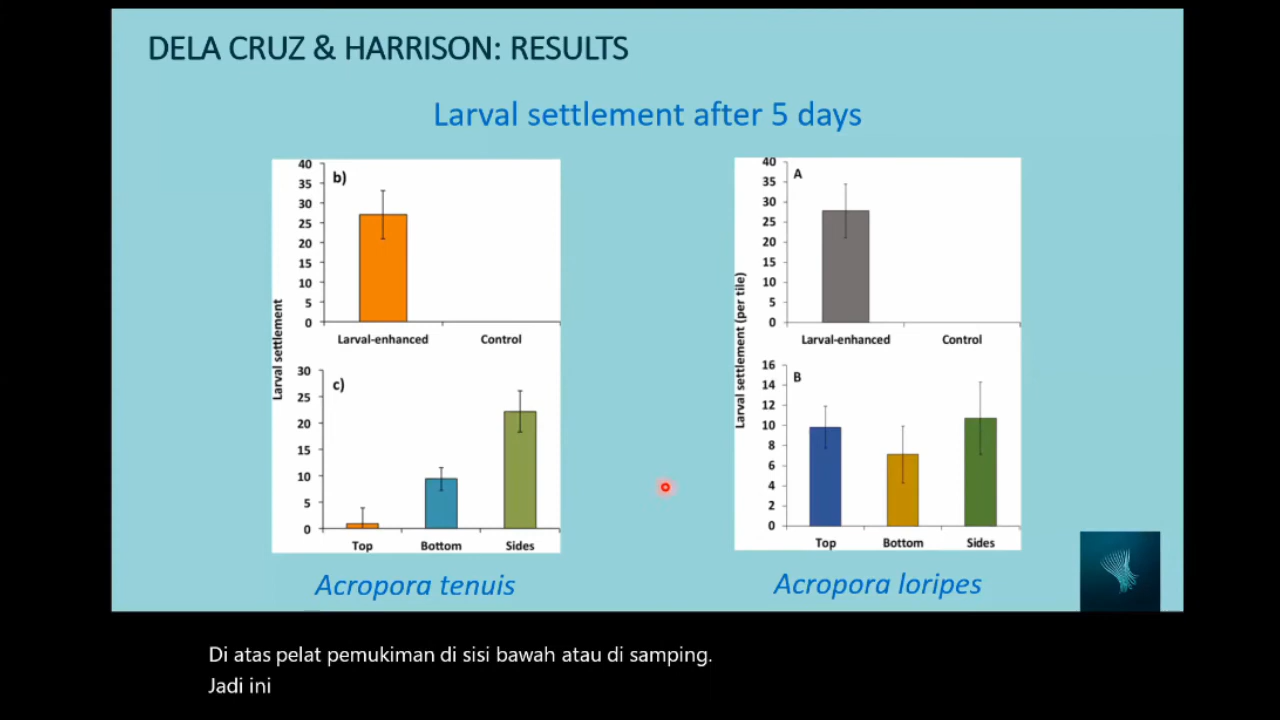 DELA CRUZ & HARRISON: RESULTS
Larval settlement after 5 days
b)
40
35
30
25
20
15
10
5
0
Larval-enhanced Control
Larval settlement
c)
30
25
20
15
10
5
0
Top Bottom Sides
Acropora tenuis
A
40
35
30
25
20
15
10
5
0
Larval-enhanced Control
Larval settlement (per tile)
B
16
14
12
10
8
6
4
2
0
Top Bottom Sides
Acropora loripes
Di atas pelat pemukiman di sisi bawah atau di samping.
Jadi ini